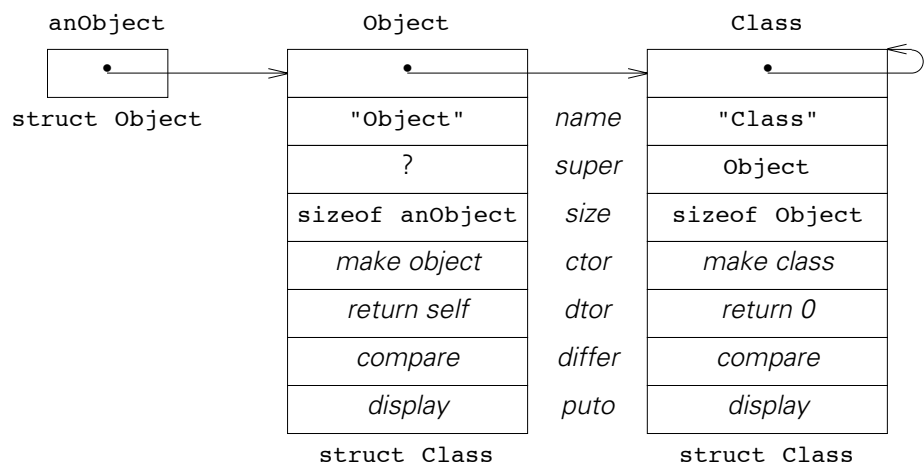 anObject Object Class
struct Object "Object" name "Class"
? super Object
sizeof anObject size sizeof Object
make object ctor make class
return self dtor return 0
compare differ compare
display puto display
struct Class struct Class